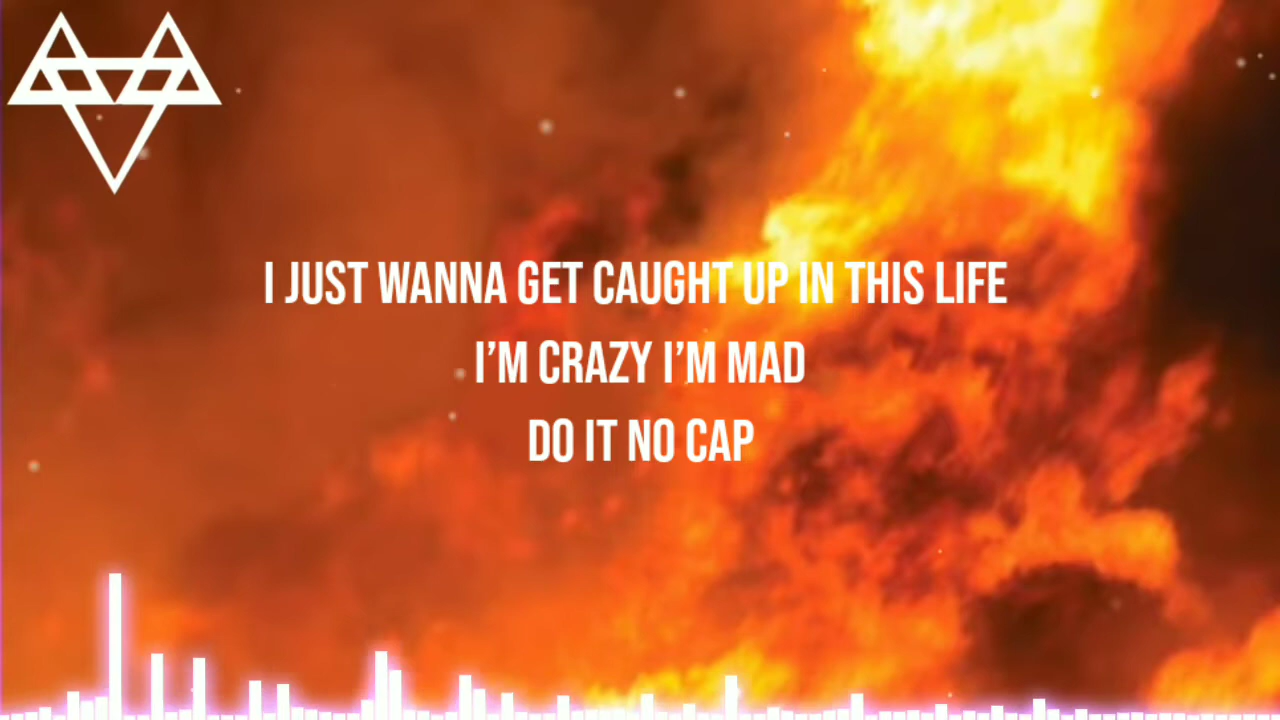 I JUST WANNA GET CAUGHT UP IN THIS LIFE
I’M CRAZY I’M MAD
DO IT NO CAP